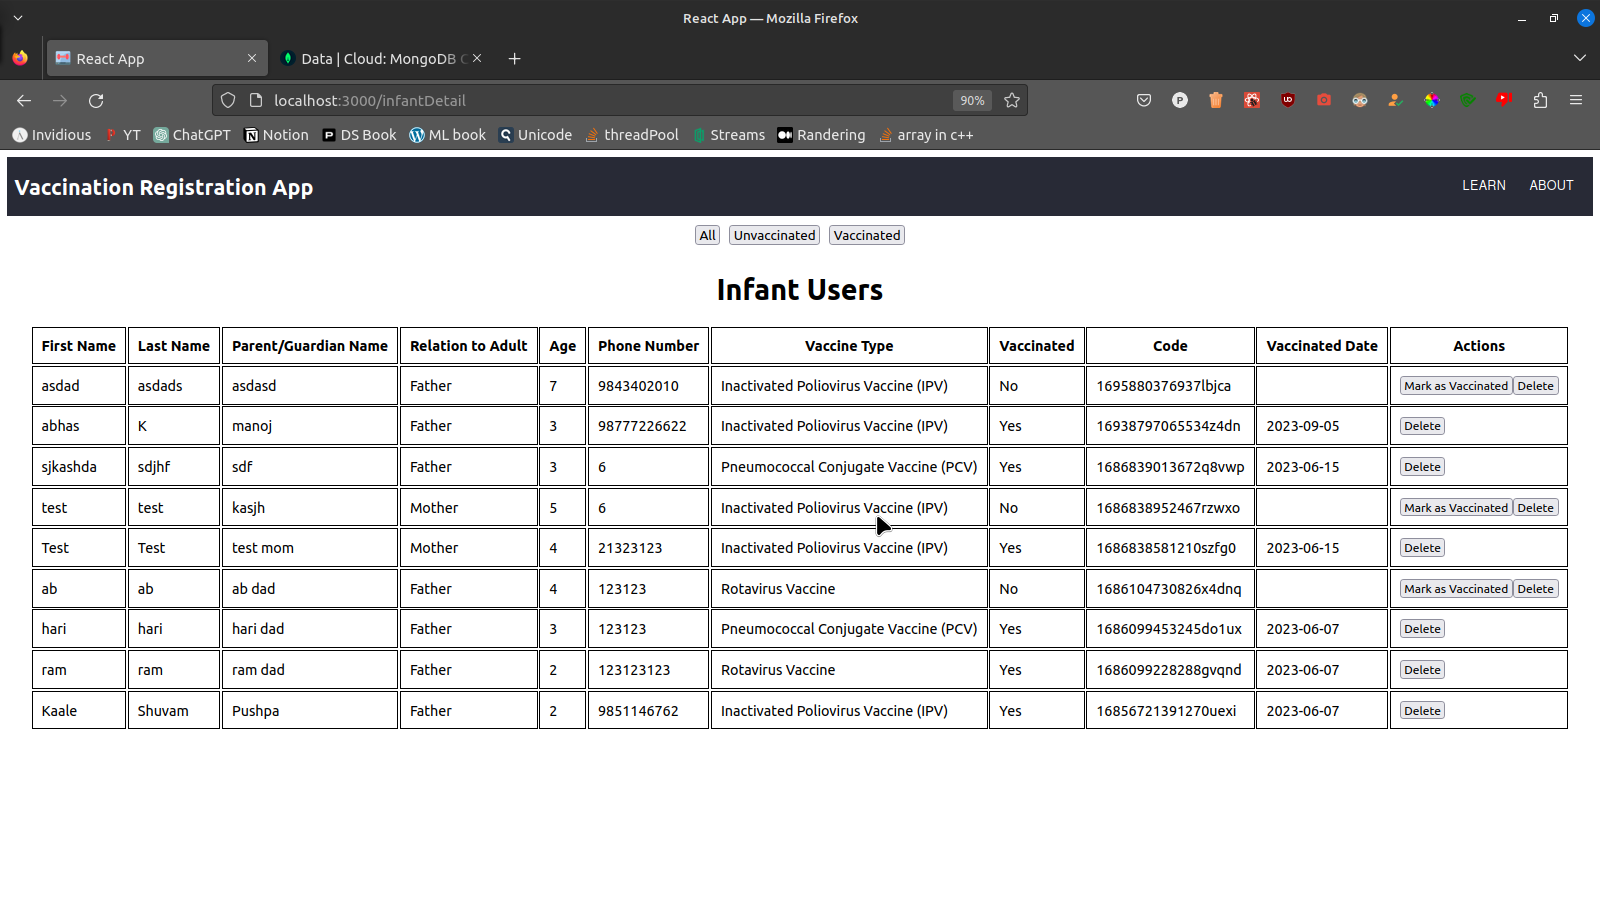 React App — Mozilla Firefox
React App
Data | Cloud: MongoDB
localhost:3000/infantDetail 90%
Invidious YT ChatGPT Notion DS Book ML book Unicode threadPool Streams Randering array in c++
Vaccination Registration App LEARN ABOUT
All Unvaccinated Vaccinated
Infant Users
First Name Last Name Parent/Guardian Name Relation to Adult Age Phone Number Vaccine Type Vaccinated Code Vaccinated Date Actions
asdad asdads asdasd Father 7 9843402010 Inactivated Poliovirus Vaccine (IPV) No 1695880376937lbjca Mark as Vaccinated Delete
abhas K manoj Father 3 98777226622 Inactivated Poliovirus Vaccine (IPV) Yes 16938797065534z4dn 2023-09-05 Delete
sjkashda sdjhf sdf Father 3 6 Pneumococcal Conjugate Vaccine (PCV) Yes 1686839013672q8vwp 2023-06-15 Delete
test test kasjh Mother 5 6 Inactivated Poliovirus Vaccine (IPV) No 1686838952467rzwxo Mark as Vaccinated Delete
Test Test test mom Mother 4 21323123 Inactivated Poliovirus Vaccine (IPV) Yes 1686838581210szfg0 2023-06-15 Delete
ab ab ab dad Father 4 123123 Rotavirus Vaccine No 1686104730826x4dnq Mark as Vaccinated Delete
hari hari hari dad Father 3 123123 Pneumococcal Conjugate Vaccine (PCV) Yes 1686099453245do1ux 2023-06-07 Delete
ram ram ram dad Father 2 123123123 Rotavirus Vaccine Yes 1686099228288gvqnd 2023-06-07 Delete
Kaale Shuvam Pushpa Father 2 9851146762 Inactivated Poliovirus Vaccine (IPV) Yes 16856721391270uexi 2023-06-07 Delete